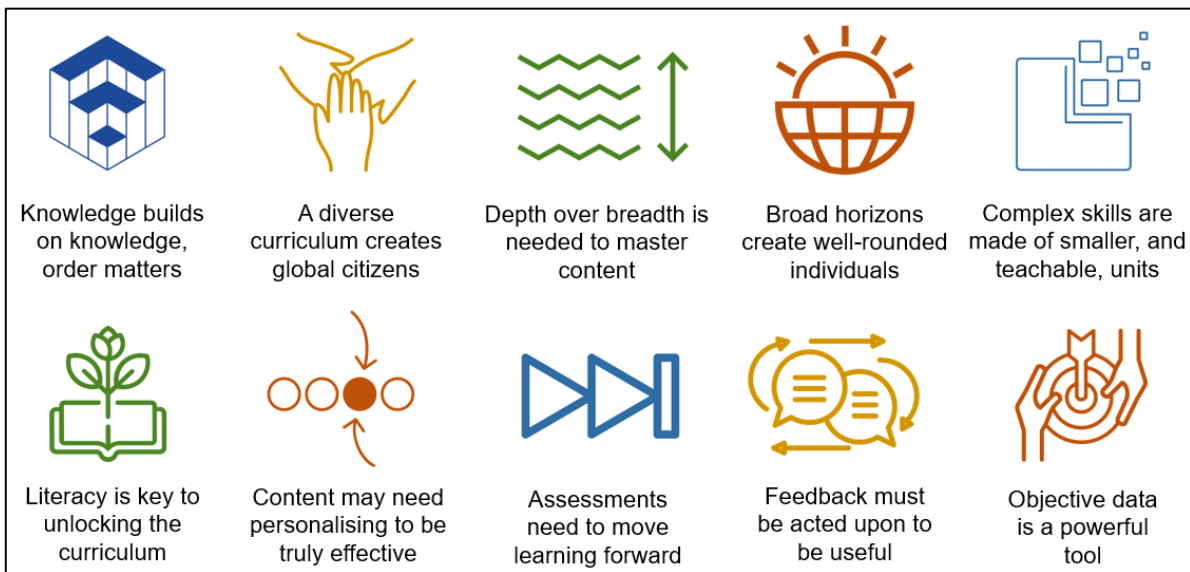 Knowledge builds
on knowledge,
order matters
A diverse
curriculum creates
global citizens
Depth over breadth is
needed to master
content
Broad horizons
create well-rounded
individuals
Complex skills are
made of smaller, and
teachable, units
Literacy is key to
unlocking the
curriculum
Content may need
personalising to be
truly effective
Assessments
need to move
learning forward
Feedback must
be acted upon to
be useful
Objective data
is a powerful
tool